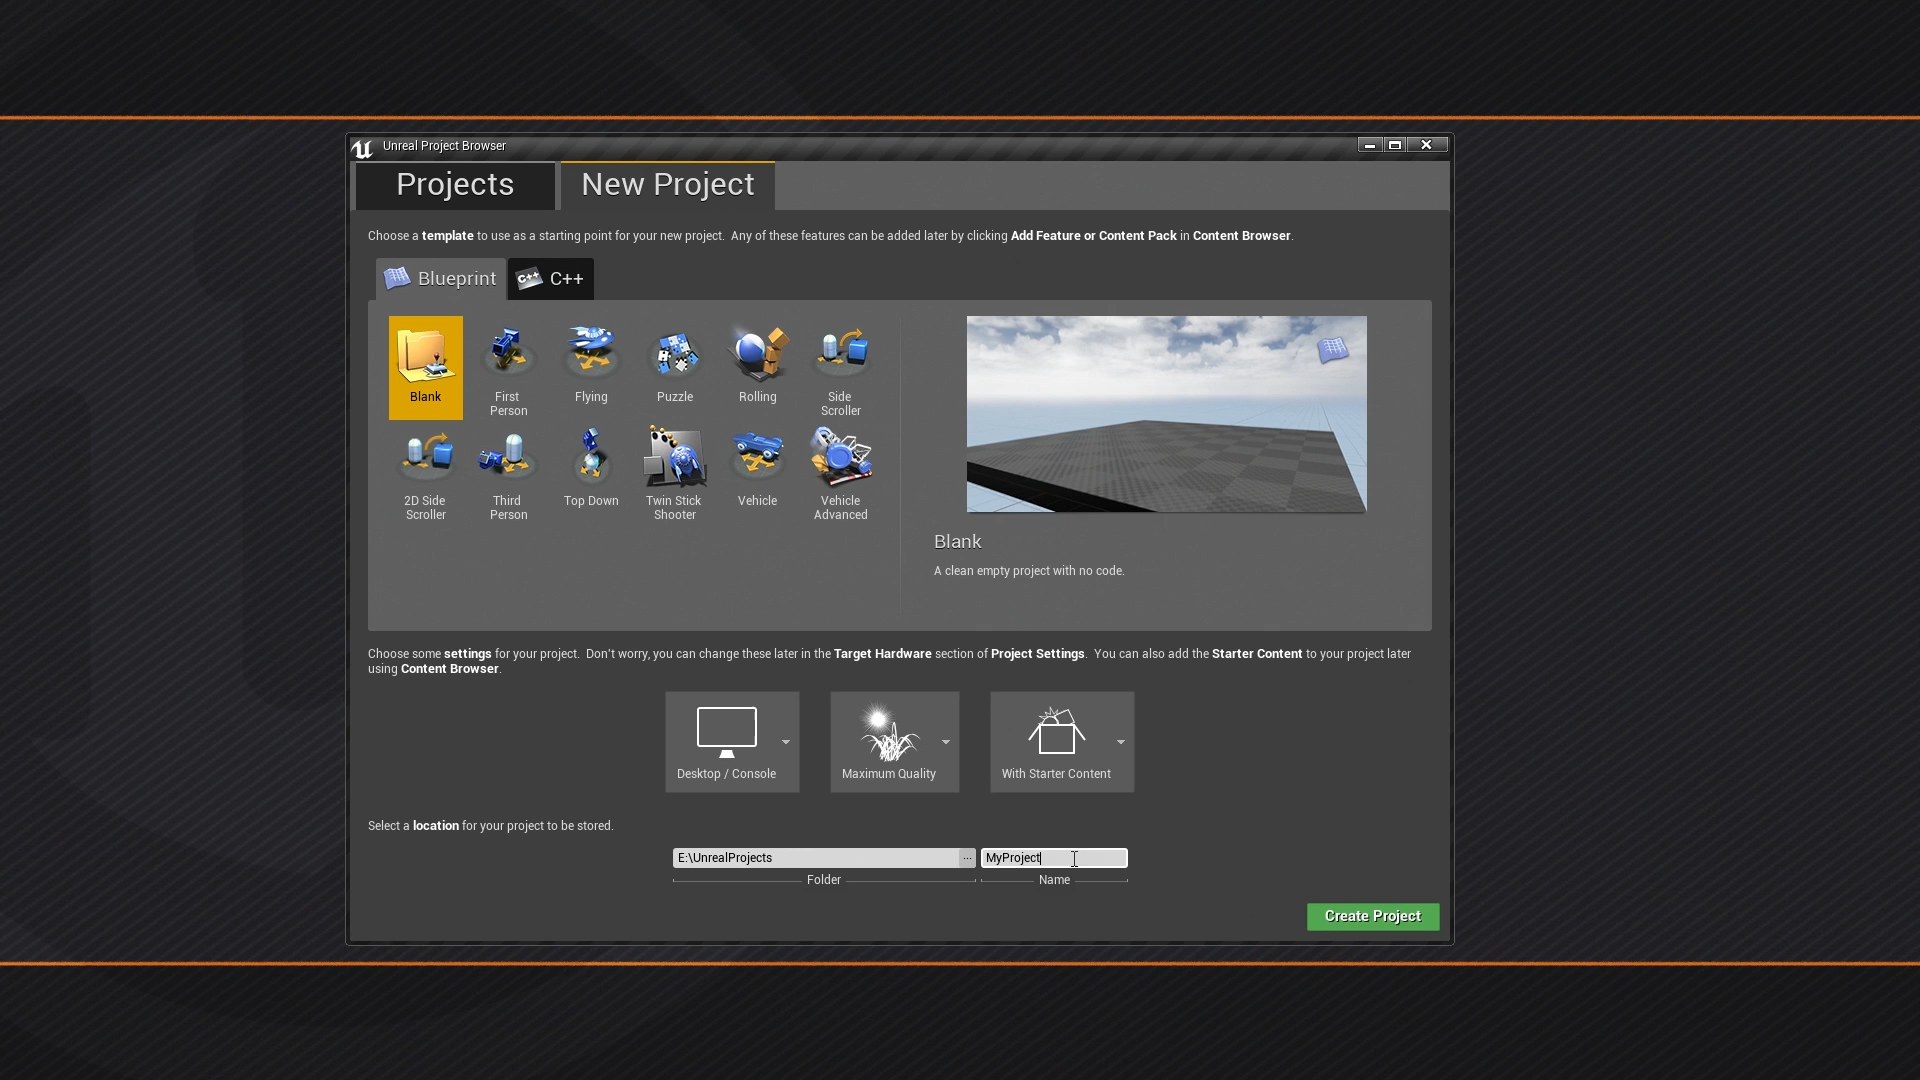 Unreal Project Browser
Projects
New Project
Choose a template to use as a starting point for your new project.  Any of these features can be added later by clicking Add Feature or Content Pack in Content Browser.
Blueprint
C++
C++
Blank
First
Person
Flying
Puzzle
Rolling
Side
Scroller
2D Side
Scroller
Third
Person
Top Down
Twin Stick
Shooter
Vehicle
Vehicle
Advanced
Blank
A clean empty project with no code.
Choose some settings for your project.  Don't worry, you can change these later in the Target Hardware section of Project Settings.  You can also add the Starter Content to your project later
using Content Browser.
Desktop / Console
Maximum Quality
With Starter Content
Select a location for your project to be stored.
E:\UnrealProjects
...
MyProject
Folder
Name
Create Project